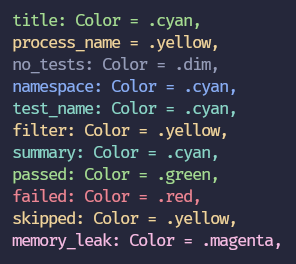 title: Color = .cyan,
process_name = .yellow,
no_tests: Color = .dim,
namespace: Color = .cyan,
test_name: Color = .cyan,
filter: Color = .yellow,
summary: Color = .cyan,
passed: Color = .green,
failed: Color = .red,
skipped: Color = .yellow,
memory_leak: Color = .magenta,